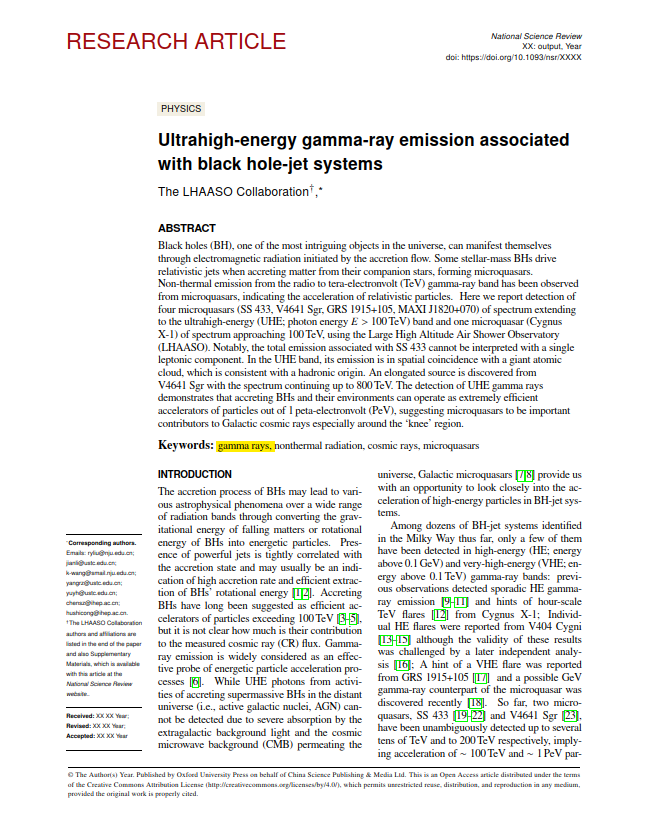 RESEARCH ARTICLE
National Science Review
XX: output, Year
doi: https://doi.org/10.1093/nsr/XXXX
PHYSICS
Ultrahigh-energy gamma-ray emission associated
with black hole-jet systems
The LHAASO Collaboration†,*
ABSTRACT
Black holes (BH), one of the most intriguing objects in the universe, can manifest themselves
through electromagnetic radiation initiated by the accretion flow. Some stellar-mass BHs drive
relativistic jets when accreting matter from their companion stars, forming microquasars.
Non-thermal emission from the radio to tera-electronvolt (TeV) gamma-ray band has been observed
from microquasars, indicating the acceleration of relativistic particles. Here we report detection of
four microquasars (SS 433, V4641 Sgr, GRS 1915+105, MAXI J1820+070) of spectrum extending
to the ultrahigh-energy (UHE; photon energy E > 100 TeV) band and one microquasar (Cygnus
X-1) of spectrum approaching 100 TeV, using the Large High Altitude Air Shower Observatory
(LHAASO). Notably, the total emission associated with SS 433 cannot be interpreted with a single
leptonic component. In the UHE band, its emission is in spatial coincidence with a giant atomic
cloud, which is consistent with a hadronic origin. An elongated source is discovered from
V4641 Sgr with the spectrum continuing up to 800 TeV. The detection of UHE gamma rays
demonstrates that accreting BHs and their environments can operate as extremely efficient
accelerators of particles out of 1 peta-electronvolt (PeV), suggesting microquasars to be important
contributors to Galactic cosmic rays especially around the ‘knee’ region.
Keywords: gamma rays, nonthermal radiation, cosmic rays, microquasars
INTRODUCTION
The accretion process of BHs may lead to vari-
ous astrophysical phenomena over a wide range
of radiation bands through converting the grav-
itational energy of falling matters or rotational
energy of BHs into energetic particles. Pres-
ence of powerful jets is tightly correlated with
the accretion state and may usually be an indi-
cation of high accretion rate and efficient extrac-
tion of BHs’ rotational energy [1,2]. Accreting
BHs have long been suggested as efficient ac-
celerators of particles exceeding 100 TeV [3–5],
but it is not clear how much is their contribution
to the measured cosmic ray (CR) flux. Gamma-
ray emission is widely considered as an effec-
tive probe of energetic particle acceleration pro-
cesses [6]. While UHE photons from activi-
ties of accreting supermassive BHs in the distant
universe (i.e., active galactic nuclei, AGN) can-
not be detected due to severe absorption by the
extragalactic background light and the cosmic
microwave background (CMB) permeating the
universe, Galactic microquasars [7,8] provide us
with an opportunity to look closely into the ac-
celeration of high-energy particles in BH-jet sys-
tems.
Among dozens of BH-jet systems identified
in the Milky Way thus far, only a few of them
have been detected in high-energy (HE; energy
above 0.1 GeV) and very-high-energy (VHE; en-
ergy above 0.1 TeV) gamma-ray bands: previ-
ous observations detected sporadic HE gamma-
ray emission [9–11] and hints of hour-scale
TeV flares [12] from Cygnus X-1; Individ-
ual HE flares were reported from V404 Cygni
[13–15] although the validity of these results
was challenged by a later independent analy-
sis [16]; A hint of a VHE flare was reported
from GRS 1915+105 [17] and a possible GeV
gamma-ray counterpart of the microquasar was
discovered recently [18]. So far, two micro-
quasars, SS 433 [19–22] and V4641 Sgr [23],
have been unambiguously detected up to several
tens of TeV and to 200 TeV respectively, imply-
ing acceleration of ∼ 100 TeV and ∼ 1 PeV par-
*Corresponding authors.
Emails: ryliu@nju.edu.cn;
jianli@ustc.edu.cn;
k-wang@smail.nju.edu.cn;
yangrz@ustc.edu.cn;
yuyh@ustc.edu.cn;
chensz@ihep.ac.cn;
hushicong@ihep.ac.cn.
†The LHAASO Collaboration
authors and affiliations are
listed in the end of the paper
and also Supplementary
Materials, which is available
with this article at the
National Science Review
website.
Received: XX XX Year;
Revised: XX XX Year;
Accepted: XX XX Year
© The Author(s) Year. Published by Oxford University Press on behalf of China Science Publishing & Media Ltd. This is an Open Access article distributed under the terms
of the Creative Commons Attribution License (http://creativecommons.org/licenses/by/4.0/), which permits unrestricted reuse, distribution, and reproduction in any medium,
provided the original work is properly cited.